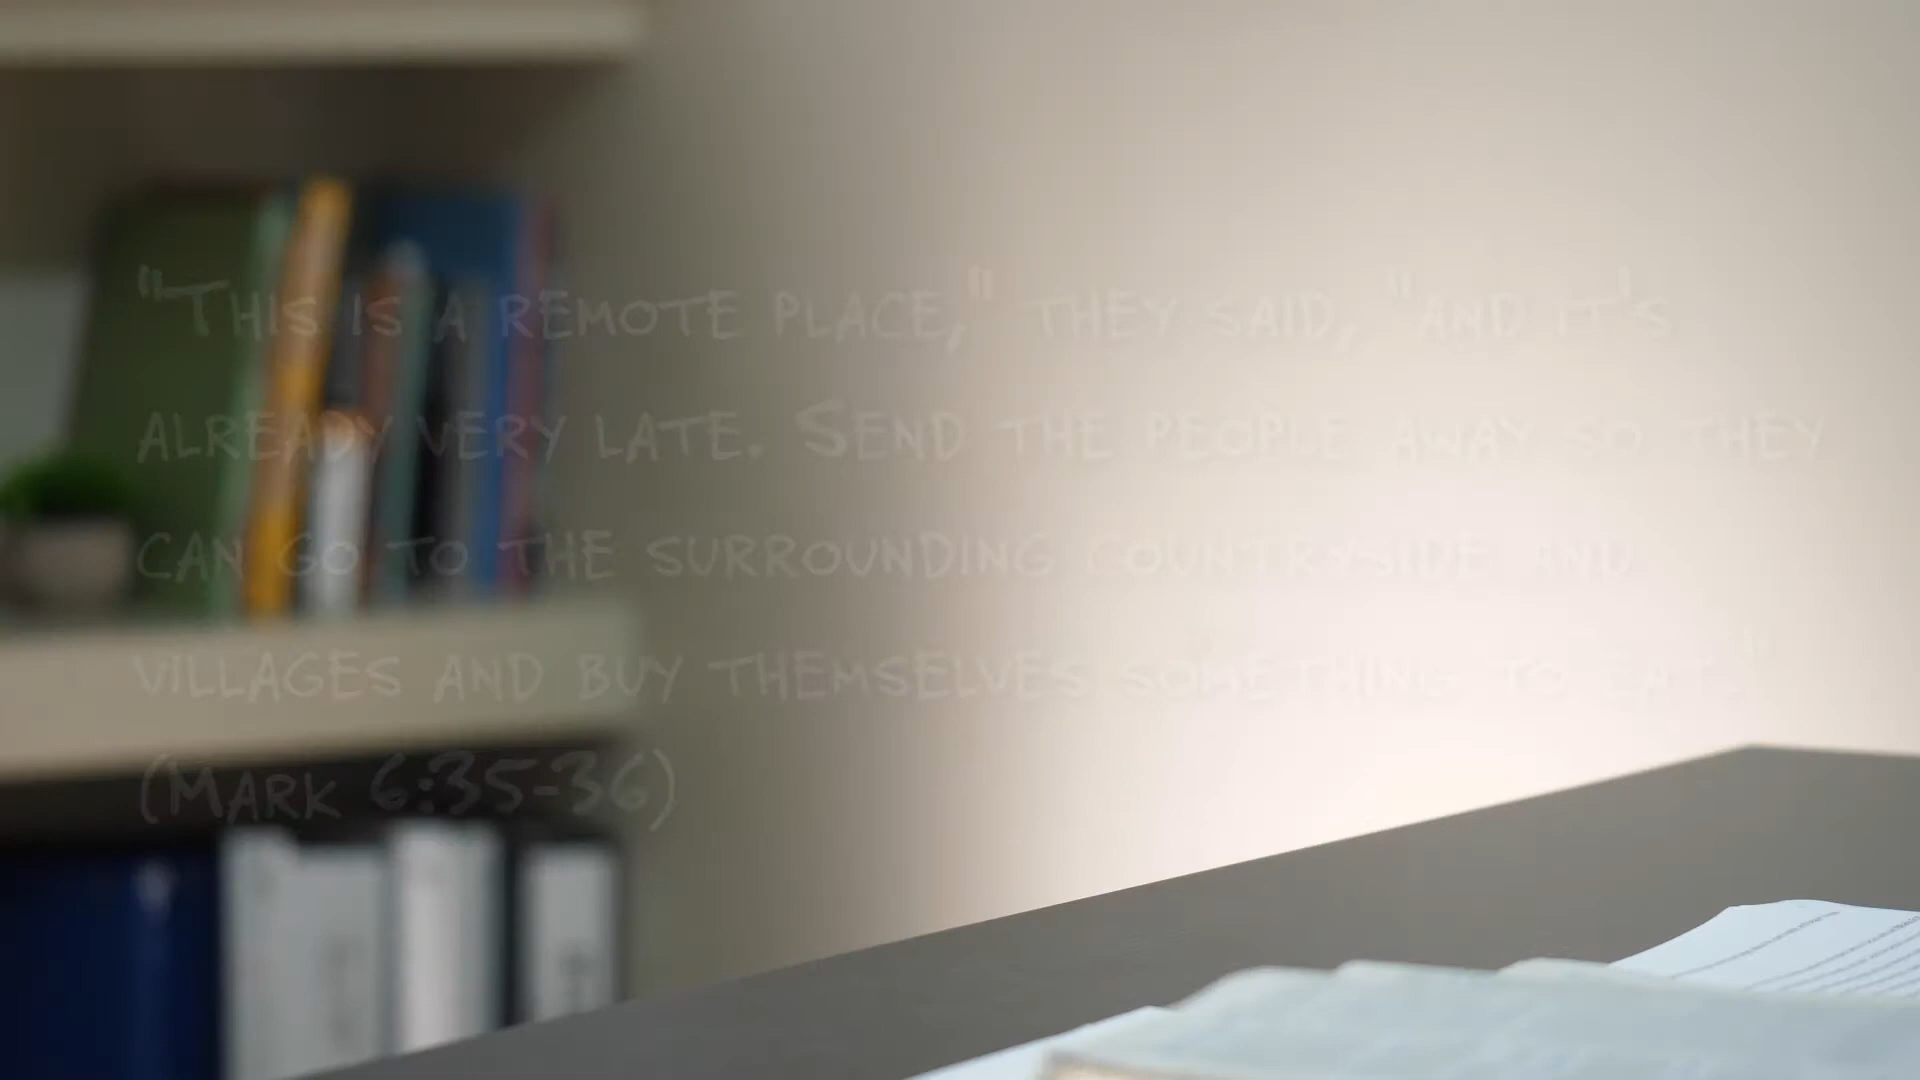 "This is a remote place," they said, "and it's
already very late. Send the people away so they
can go to the surrounding countryside and
villages and buy themselves something to eat."
(Mark 6:35-36)